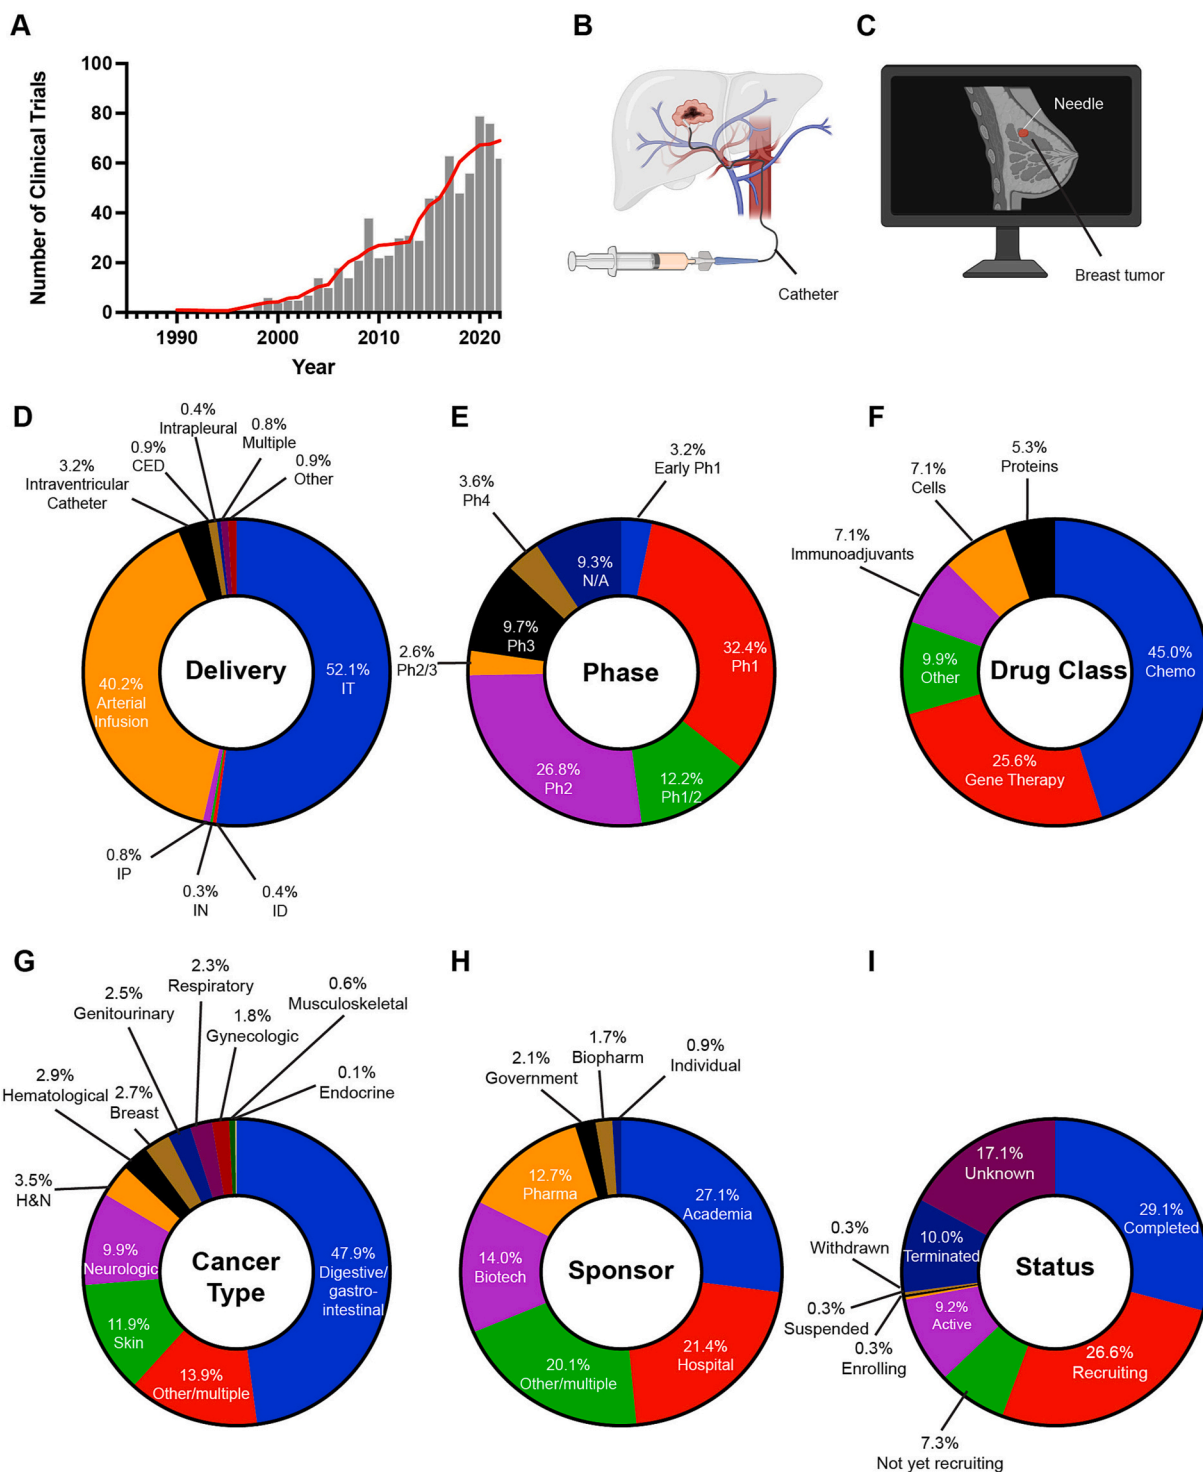 A
B
C
Number of Clinical Trials
100
80
60
40
20
0
1990
2000
2010
2020
Year
Catheter
Needle
Breast tumor
D
0.4%
Intrapleural
0.8%
Multiple
0.9%
CED
0.9%
Other
3.2%
Intraventricular
Catheter
Delivery
52.1%
IT
40.2%
Arterial
Infusion
0.8%
IP
0.3%
IN
0.4%
ID
E
3.2%
Early Ph1
3.6%
Ph4
9.3%
N/A
9.7%
Ph3
2.6%
Ph2/3
Phase
32.4%
Ph1
26.8%
Ph2
12.2%
Ph1/2
F
5.3%
Proteins
7.1%
Cells
7.1%
Immunoadjuvants
9.9%
Other
Drug Class
45.0%
Chemo
25.6%
Gene Therapy
G
2.3%
Respiratory
0.6%
Musculoskeletal
2.5%
Genitourinary
1.8%
Gynecologic
2.9%
Hematological
2.7%
Breast
0.1%
Endocrine
3.5%
H&N
9.9%
Neurologic
Cancer
Type
47.9%
Digestive/
gastro-
intestinal
11.9%
Skin
13.9%
Other/multiple
H
1.7%
Biopharm
2.1%
Government
0.9%
Individual
12.7%
Pharma
27.1%
Academia
14.0%
Biotech
Sponsor
21.4%
Hospital
20.1%
Other/multiple
I
17.1%
Unknown
29.1%
Completed
10.0%
Terminated
0.3%
Withdrawn
Status
0.3%
Suspended
0.3%
Enrolling
9.2%
Active
26.6%
Recruiting
7.3%
Not yet recruiting